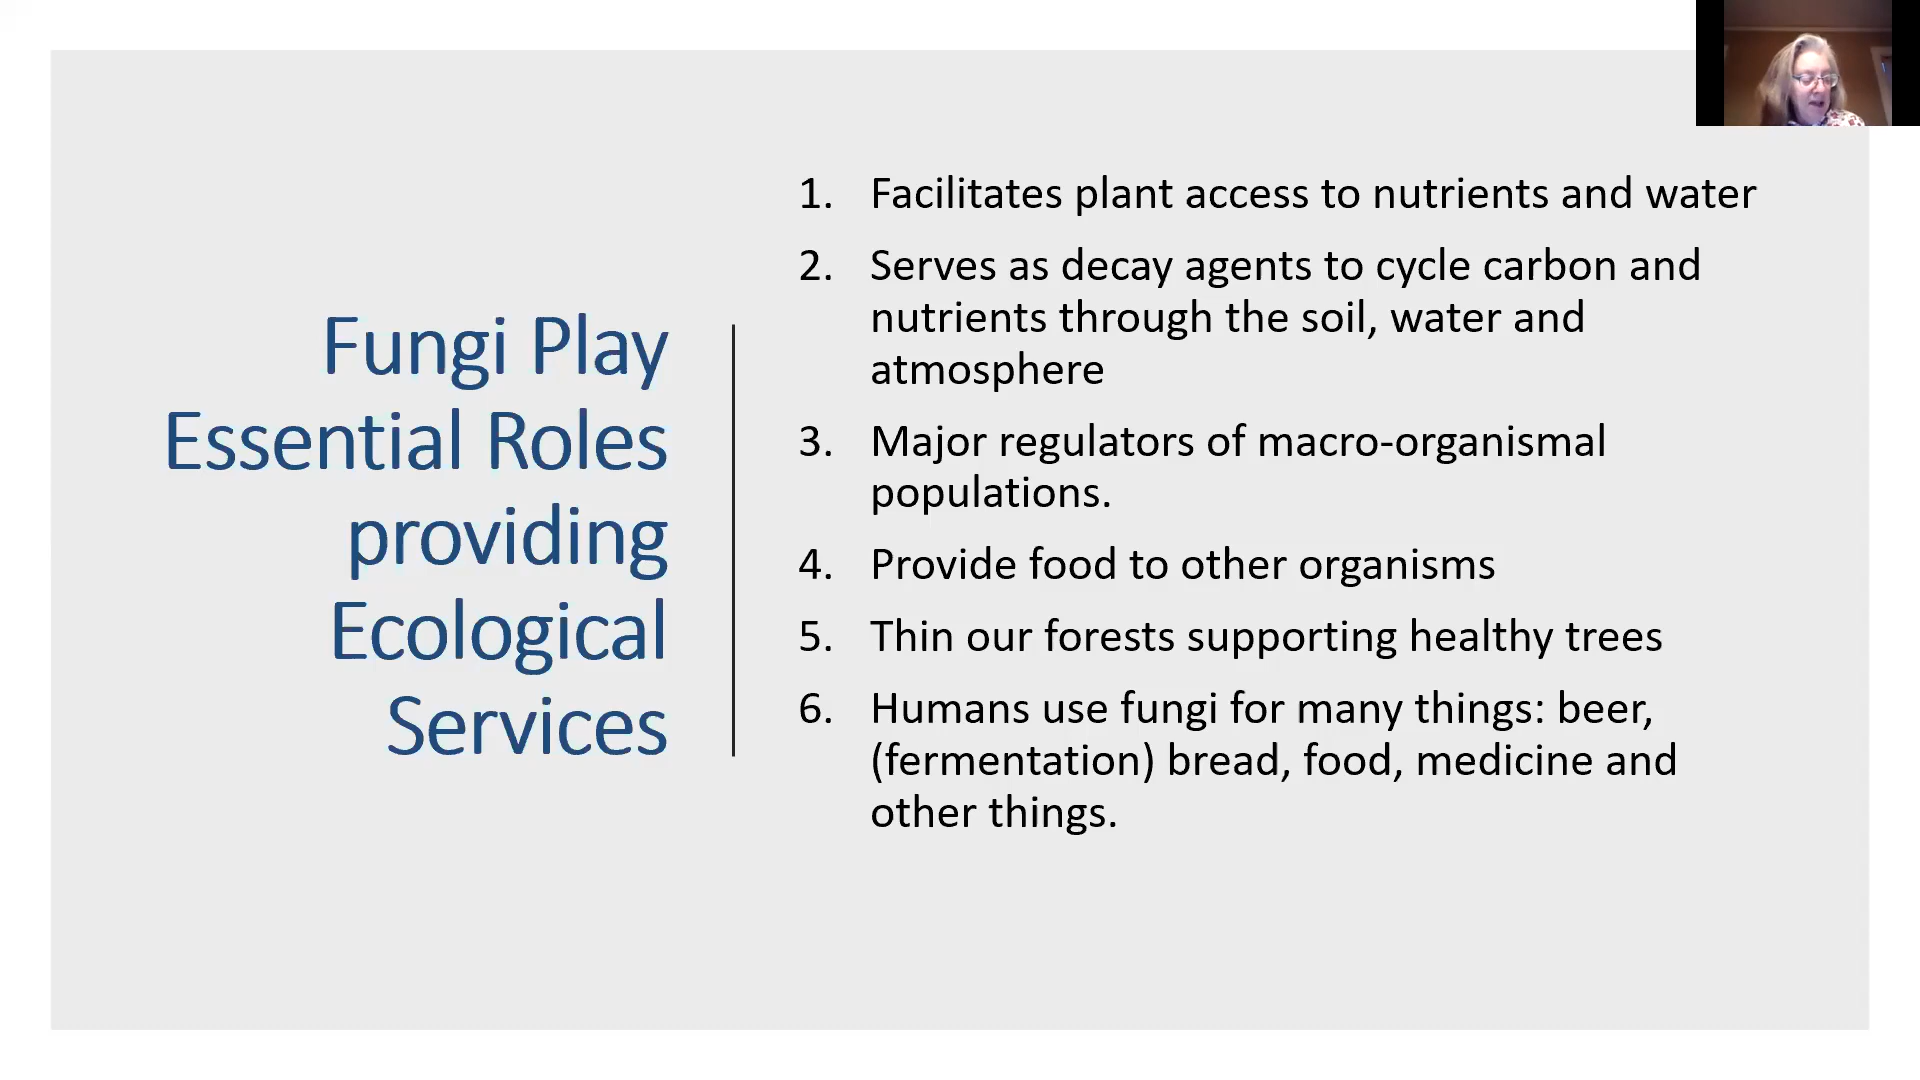 Fungi Play
Essential Roles
providing
Ecological
Services
1. Facilitates plant access to nutrients and water
2. Serves as decay agents to cycle carbon and
nutrients through the soil, water and
atmosphere
3. Major regulators of macro-organismal
populations.
4. Provide food to other organisms
5. Thin our forests supporting healthy trees
6. Humans use fungi for many things: beer,
(fermentation) bread, food, medicine and
other things.